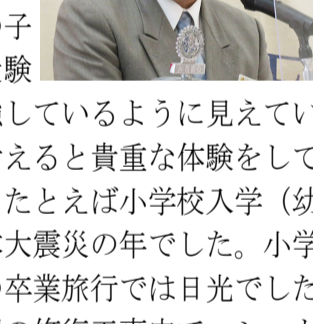 の子
験
しているように見えてい
えると貴重な体験をして
たとえば小学校入学（幼
大震災の年でした。小学
卒業旅行では日光でした